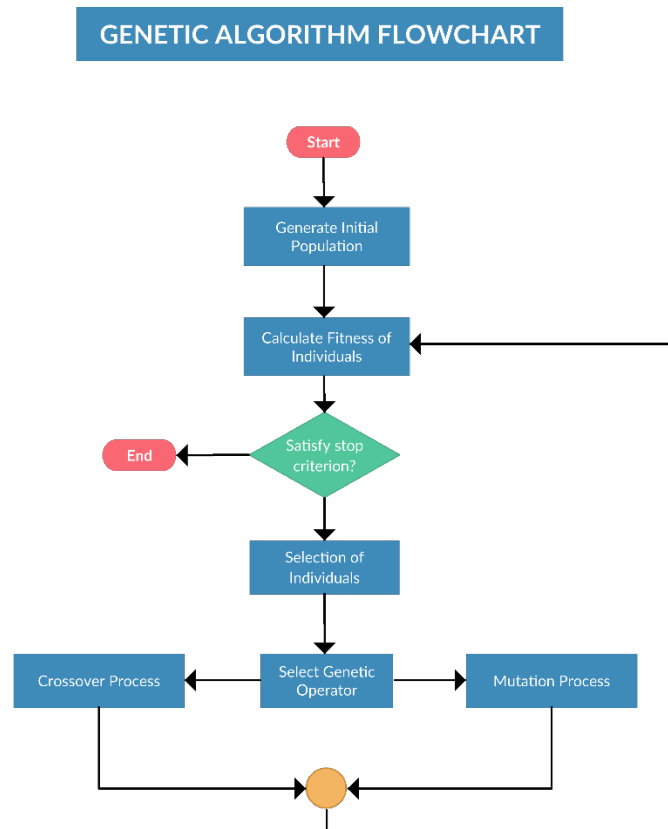 GENETIC ALGORITHM FLOWCHART
Start
Generate Initial
Population
Calculate Fitness of
Individuals
Satisfy stop
criterion?
End
Selection of
Individuals
Crossover Process
Select Genetic
Operator
Mutation Process